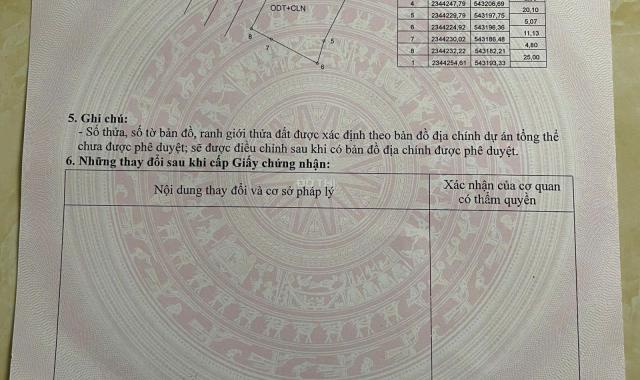 ODT+CLN
8
7
5
6
4 2344247,79 543206,69
20,10
5 2344229,79 543197,75
5,07
6 2344224,92 543196,36
11,13
7 2344230,02 543186,48
4,80
8 2344232,22 543182,21
25,00
1 2344254,61 543193,33
5. Ghi chú:
- Số thửa, số tờ bản đồ, ranh giới thửa đất được xác định theo bản đồ địa chính dự án tổng thể
chưa được phê duyệt; sẽ được điều chỉnh sau khi có bản đồ địa chính được phê duyệt.
6. Những thay đổi sau khi cấp Giấy chứng nhận:
Nội dung thay đổi và cơ sở pháp lý
Xác nhận của cơ quan
có thẩm quyền